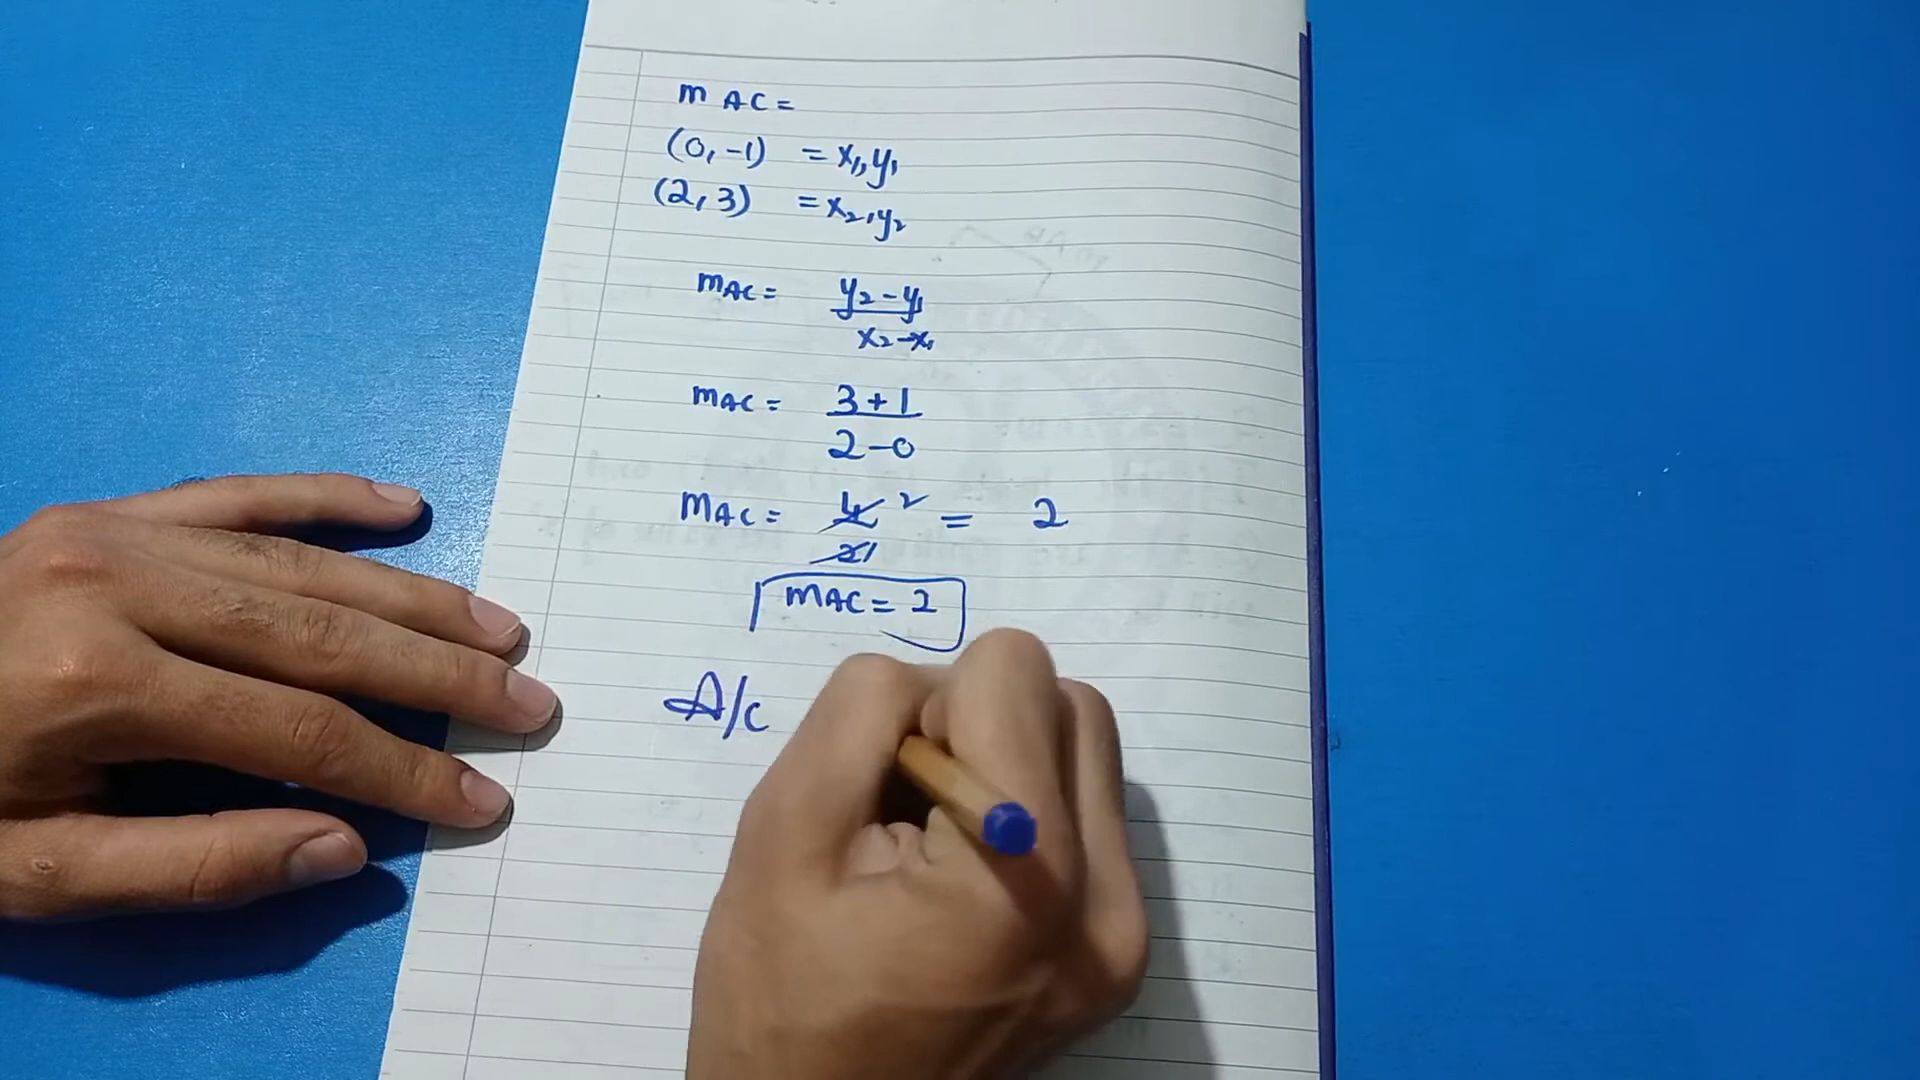 m AC =
(0, -1) = x1, y1
(2, 3) = x2, y2
mAC = y2 - y1
x2 - x1
mAC = 3 + 1
2 - 0
mAC = 4 2 = 2
2 1
mAC = 2
A/c